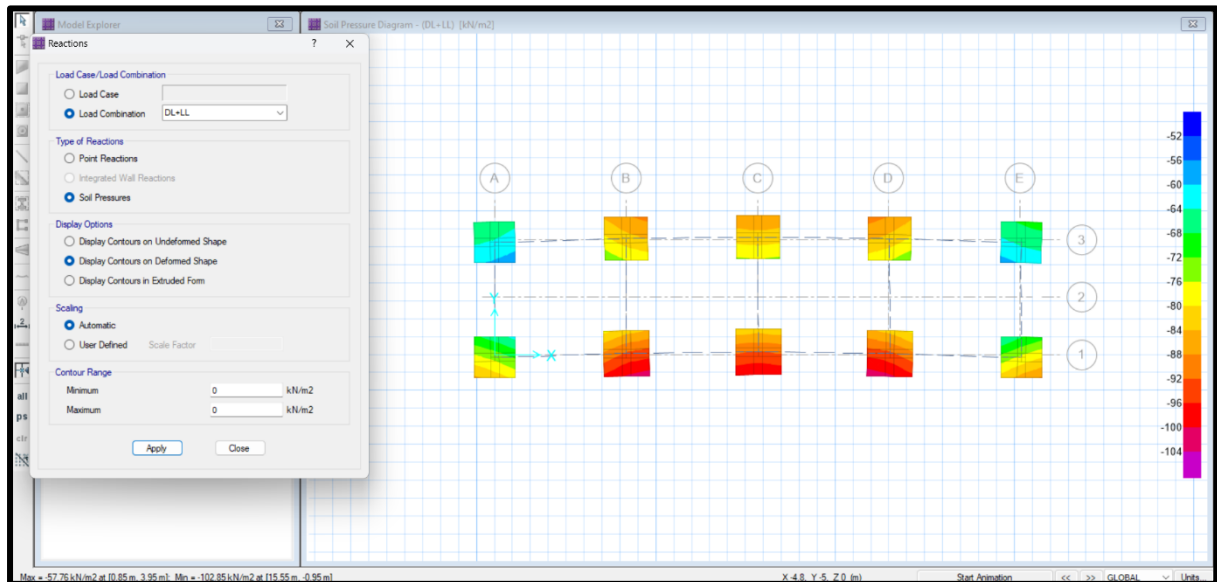 Model Explorer
Soil Pressure Diagram - (DL+LL) [kN/m2]
Reactions
?
Load Case/Load Combination
Load Case
Load Combination DL+LL
Type of Reactions
Point Reactions
Integrated Wall Reactions
Soil Pressures
Display Options
Display Contours on Undeformed Shape
Display Contours on Deformed Shape
Display Contours in Extruded Form
Scaling
Automatic
User Defined Scale Factor
Contour Range
Minimum 0 kN/m2
Maximum 0 kN/m2
Apply Close
all
ps
clr
A B C D E
3
2
1
Y
X
-52
-56
-60
-64
-68
-72
-76
-80
-84
-88
-92
-96
-100
-104
Max = -57.76 kN/m2 at [0.85 m, 3.95 m]; Min = -102.85 kN/m2 at [15.55 m, -0.95 m]
X -4.8, Y -5, Z 0 (m)
Start Animation << >> GLOBAL Units...